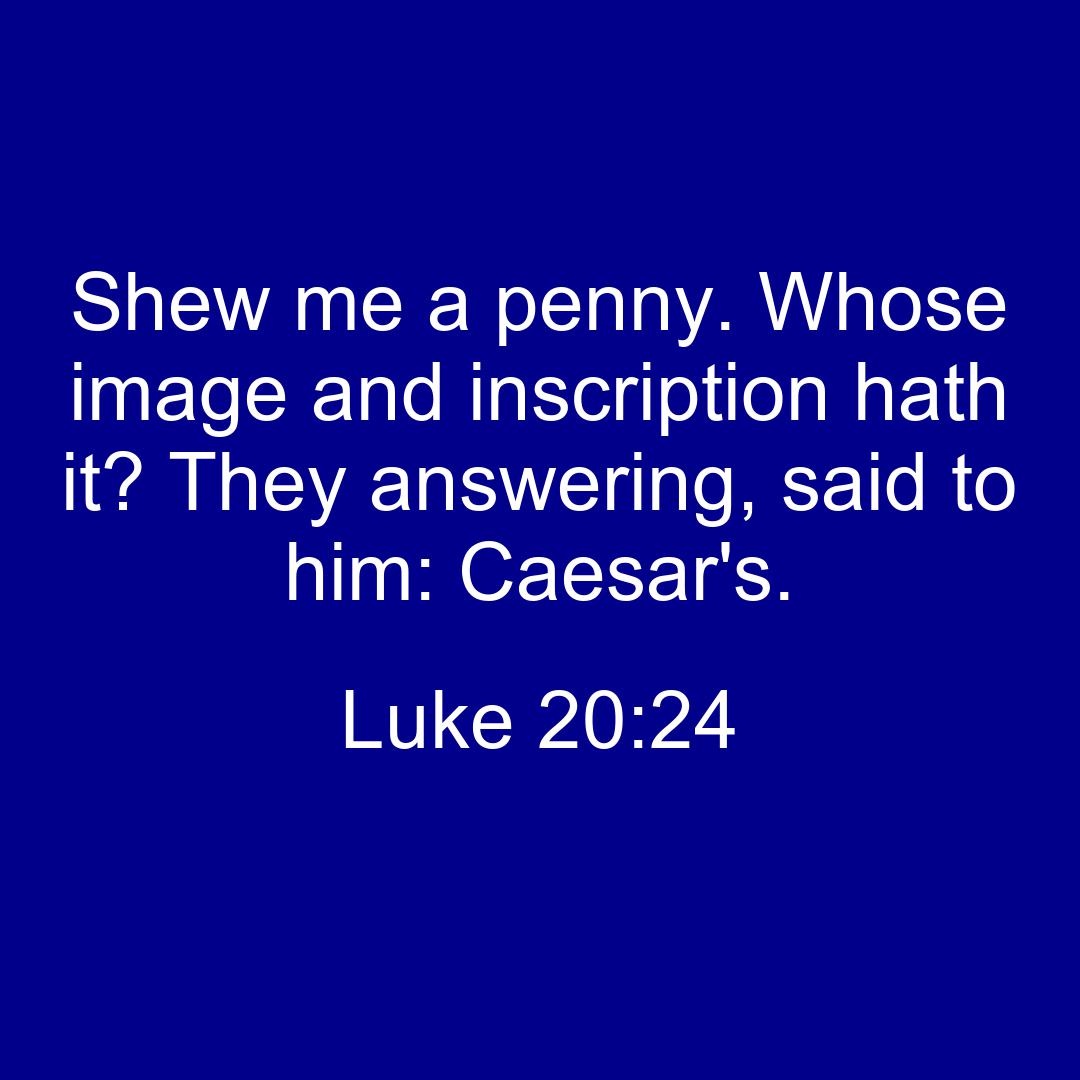 Shew me a penny. Whose
image and inscription hath
it? They answering, said to
him: Caesar's.
Luke 20:24